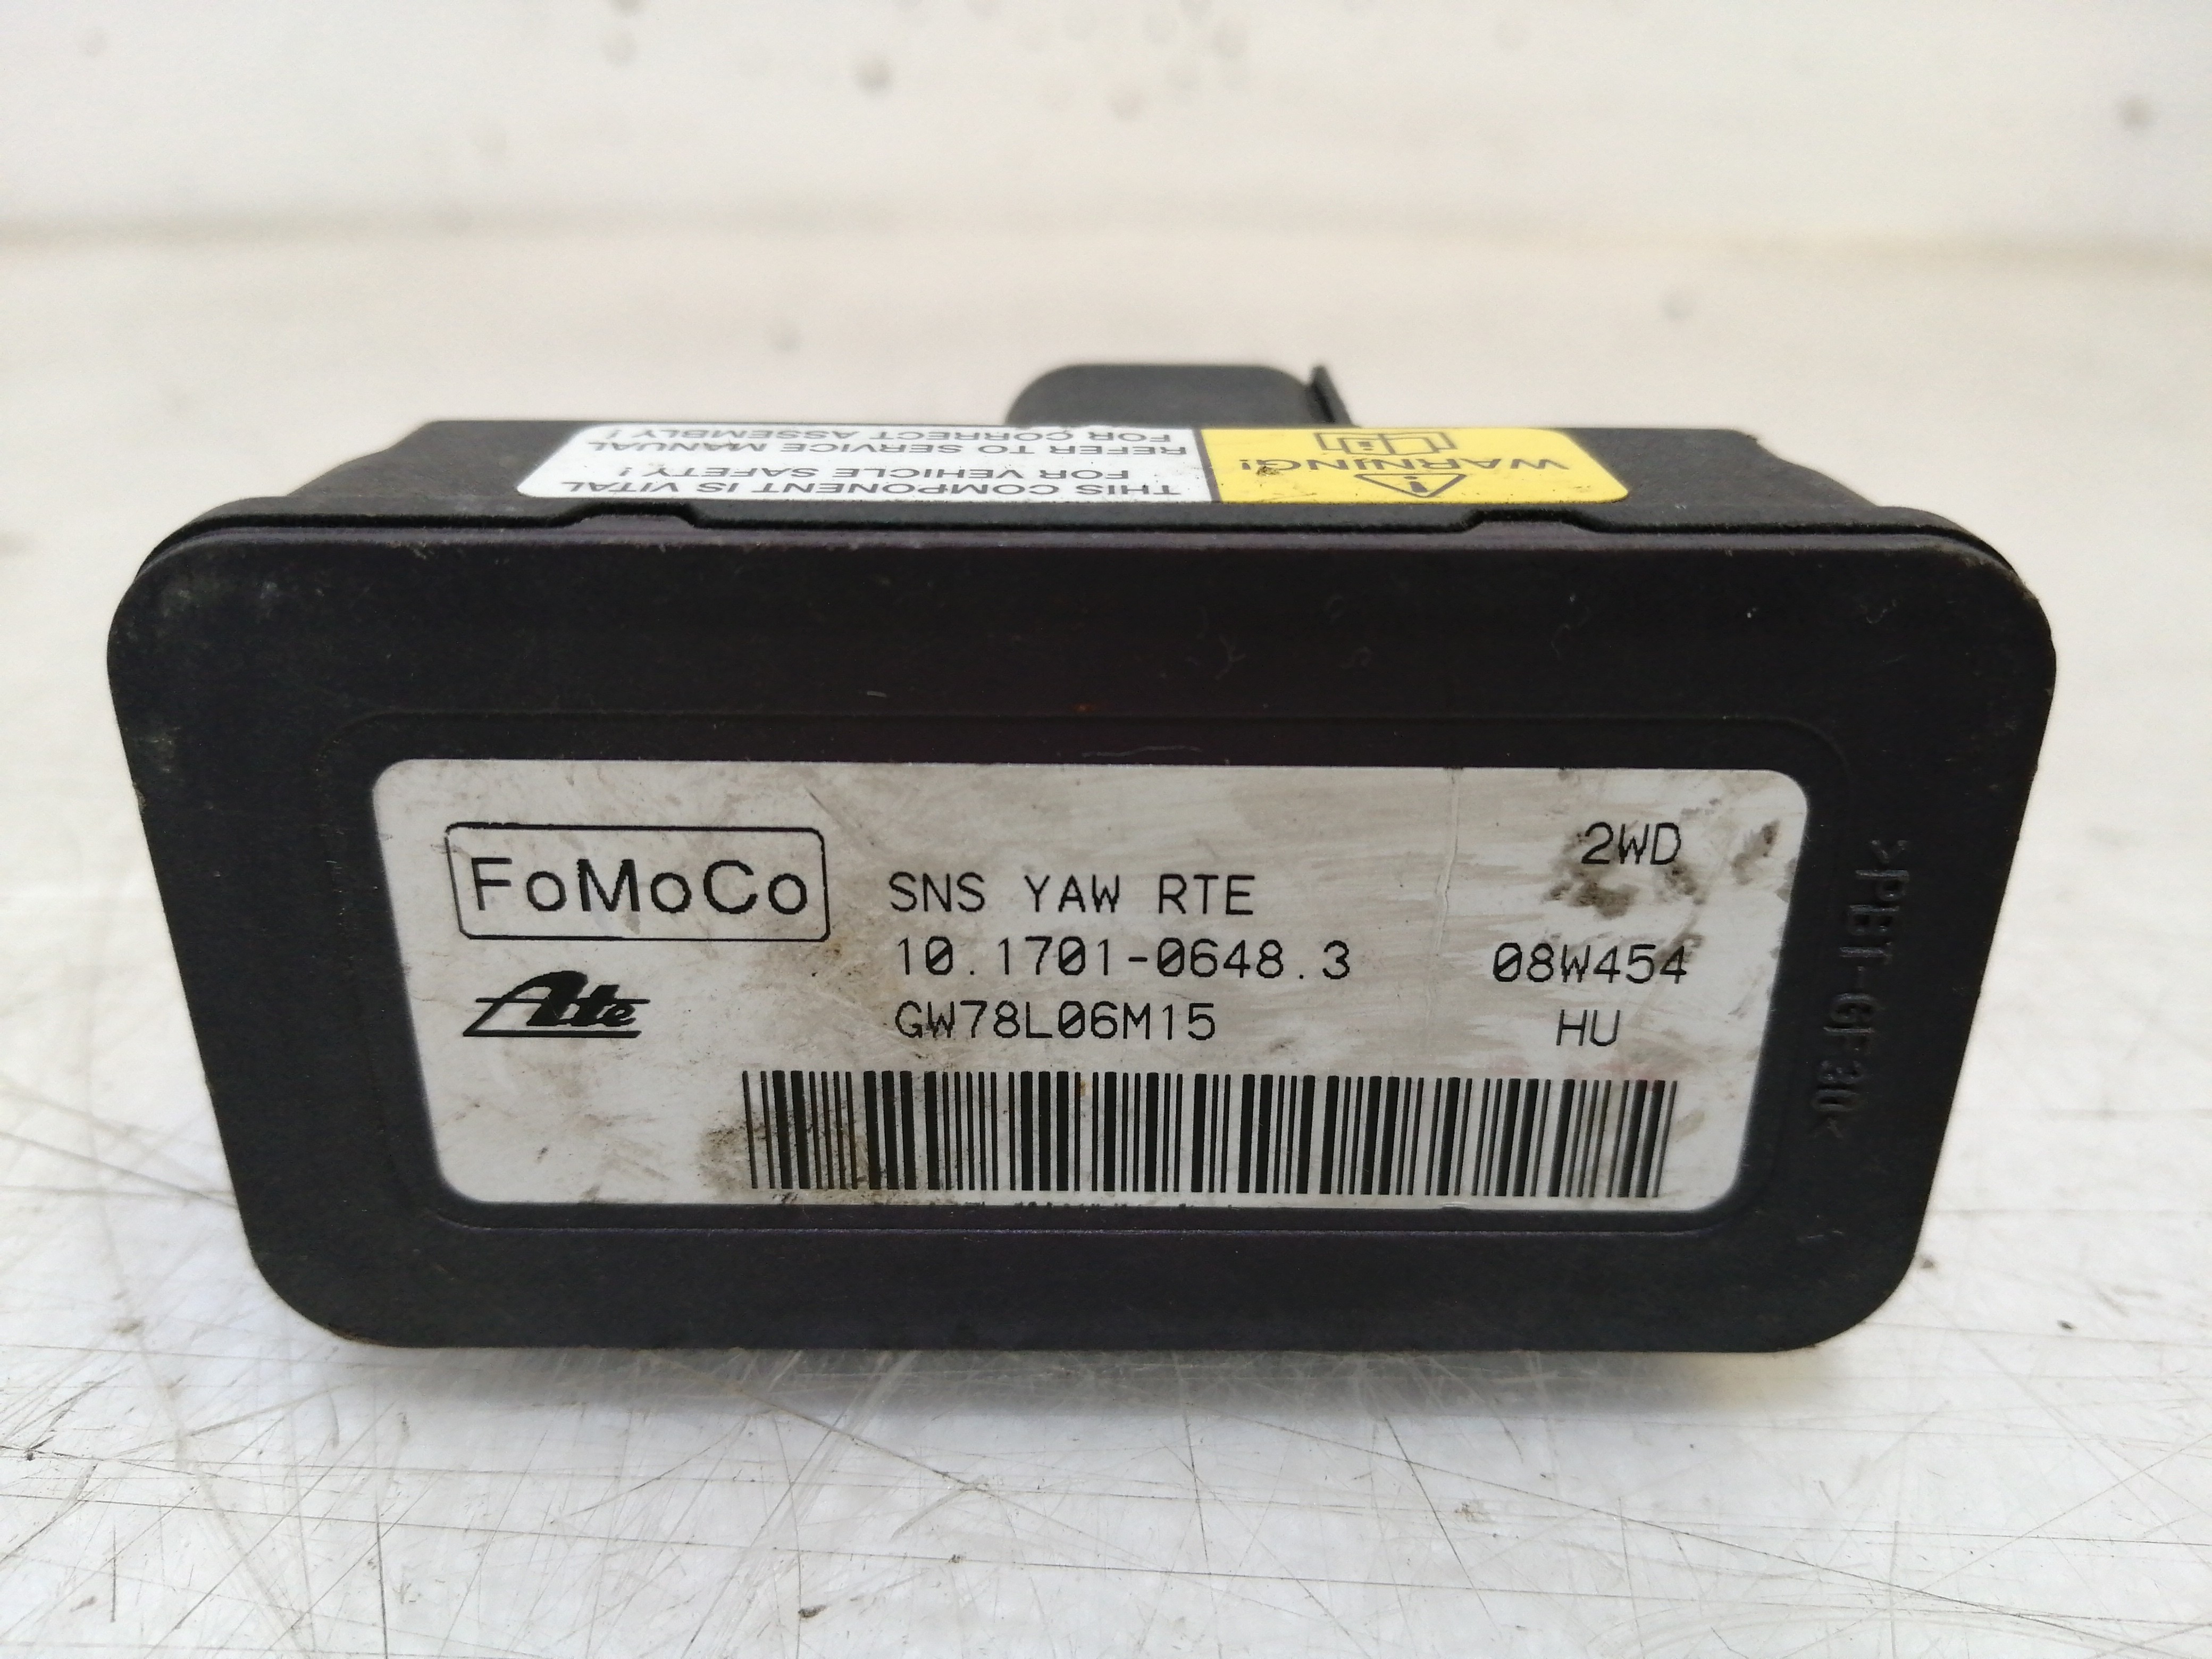 FOR CORRECT ASSEMBLY !
REFER TO SERVICE MANUAL
FOR VEHICLE SAFETY !
THIS COMPONENT IS VITAL
WARNING!
FoMoCo
SNS YAW RTE
2WD
10.1701-0648.3
08W454
Ate
GW78L06M15
HU
>PBT-GF30<